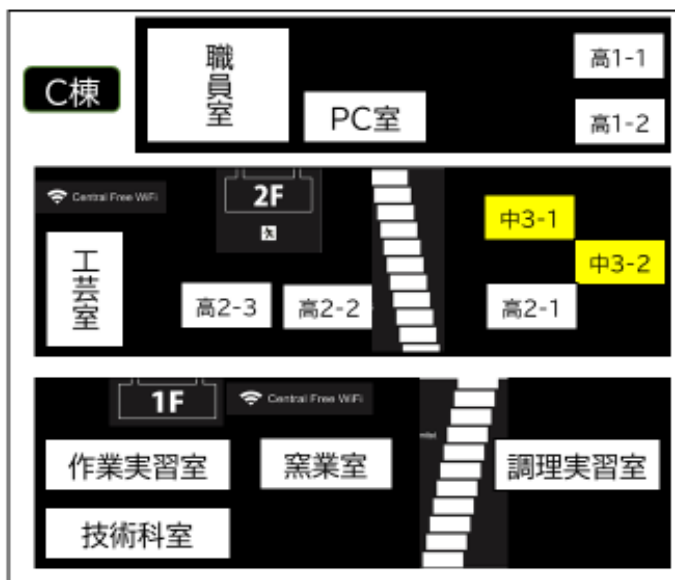 C棟
職員室
PC室
高1-1
高1-2
Central Free WiFi
2F
工芸室
高2-3
高2-2
中3-1
中3-2
高2-1
1F
Central Free WiFi
作業実習室
窯業室
調理実習室
技術科室